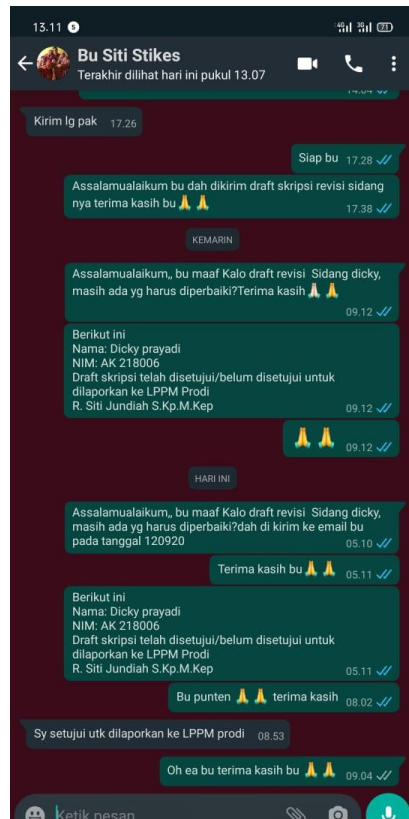 13.11
Bu Siti Stikes
Terakhir dilihat hari ini pukul 13.07
Kirim lg pak 17.26
Siap bu 17.28
Assalamualaikum bu dah dikirim draft skripsi revisi sidang
nya terima kasih bu🙏 🙏
17.38
KEMARIN
Assalamualaikum,, bu maaf Kalo draft revisi Sidang dicky,
masih ada yg harus diperbaiki?Terima kasih🙏🏻 🙏
09.12
Berikut ini
Nama: Dicky prayadi
NIM: AK 218006
Draft skripsi telah disetujui/belum disetujui untuk
dilaporkan ke LPPM Prodi
R. Siti Jundiah S.Kp.M.Kep 09.12
🙏 🙏 09.12
HARI INI
Assalamualaikum,, bu maaf Kalo draft revisi Sidang dicky,
masih ada yg harus diperbaiki?dah di kirim ke email bu
pada tanggal 120920 05.10
Terima kasih bu🙏 🙏 05.11
Berikut ini
Nama: Dicky prayadi
NIM: AK 218006
Draft skripsi telah disetujui/belum disetujui untuk
dilaporkan ke LPPM Prodi
R. Siti Jundiah S.Kp.M.Kep 05.11
Bu punten 🙏 🙏 terima kasih 08.02
Sy setujui utk dilaporkan ke LPPM prodi 08.53
Oh ea bu terima kasih bu 🙏 🙏 09.04
Ketik pesan